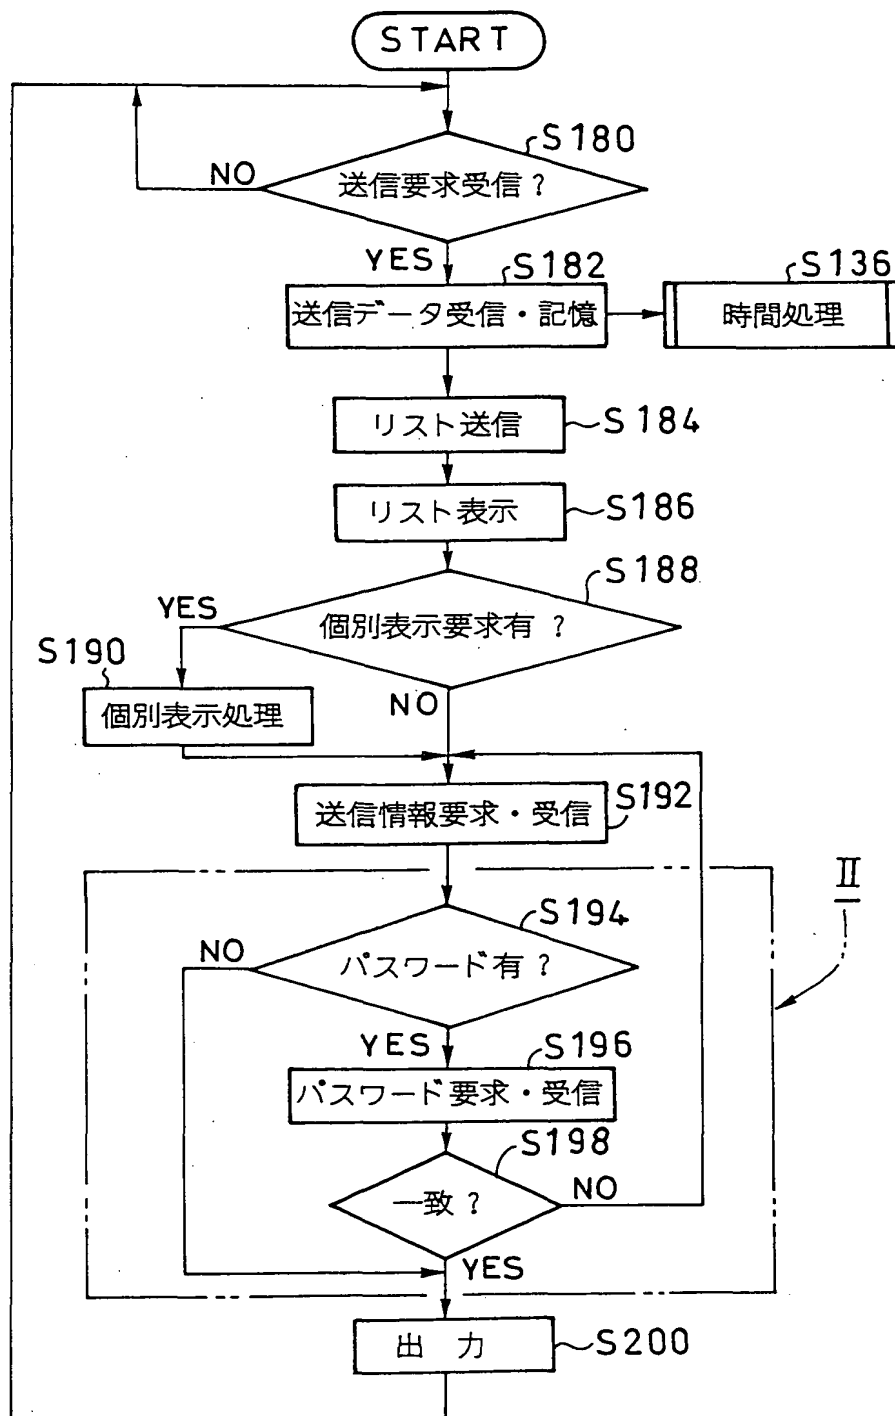 START
S180
NO
送信要求受信?
YES
S182
S136
送信データ受信・記憶
時間処理
リスト送信
S184
リスト表示
S186
S188
YES
個別表示要求有 ?
S190
NO
個別表示処理
送信情報要求・受信
S192
II
S194
NO
パスワード有?
YES
S196
パスワード要求・受信
S198
一致?
NO
YES
出 力
S200